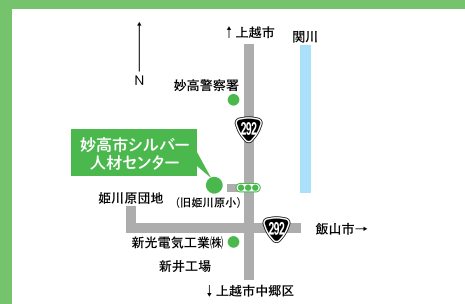 ↑上越市
関川
N
妙高警察署
292
妙高市シルバー
人材センター
姫川原団地
(旧姫川原小)
292
飯山市→
新光電気工業㈱
新井工場
↓上越市中郷区